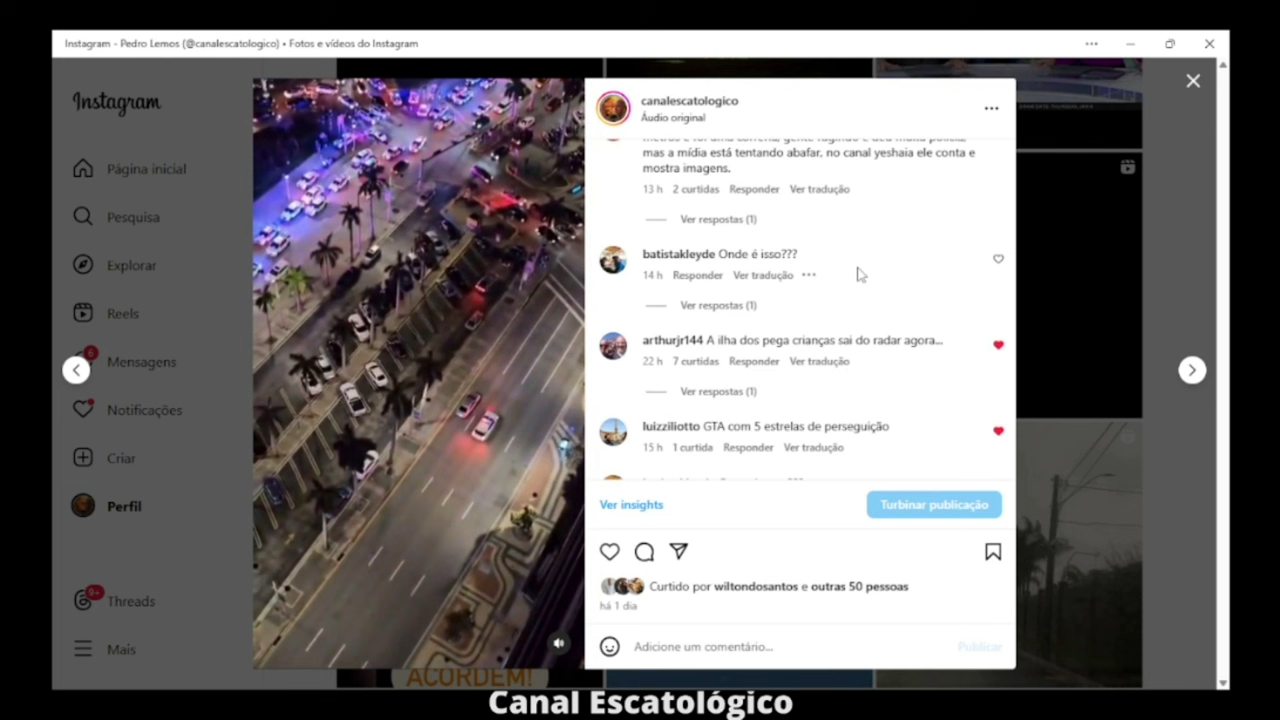 Instagram - Pedro Lemos (@canalescatologico) • Fotos e vídeos do Instagram
Instagram
Página inicial
Pesquisa
Explorar
Reels
6
Mensagens
Notificações
Criar
Perfil
9+
Threads
Mais
canalescatologico
Áudio original
mas a mídia está tentando abafar, no canal yeshaia ele conta e
mostra imagens.
13 h 2 curtidas Responder Ver tradução
Ver respostas (1)
batistakleyde Onde é isso???
14 h Responder Ver tradução •••
Ver respostas (1)
arthurjr144 A ilha dos pega crianças sai do radar agora...
22 h 7 curtidas Responder Ver tradução
Ver respostas (1)
luizziliotto GTA com 5 estrelas de perseguição
15 h 1 curtida Responder Ver tradução
Ver insights
Turbinar publicação
Curtido por wiltondosantos e outras 50 pessoas
há 1 dia
Adicione um comentário...
Publicar
ACORDEM!
Canal Escatológico